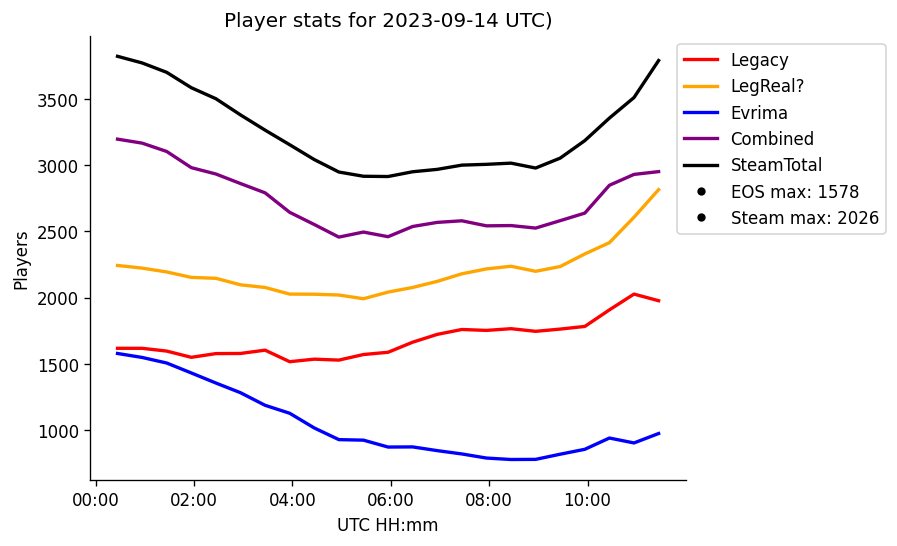 Player stats for 2023-09-14 UTC)
Legacy
LegReal?
Evrima
Combined
SteamTotal
EOS max: 1578
Steam max: 2026
Players
3500
3000
2500
2000
1500
1000
00:00 02:00 04:00 06:00 08:00 10:00
UTC HH:mm